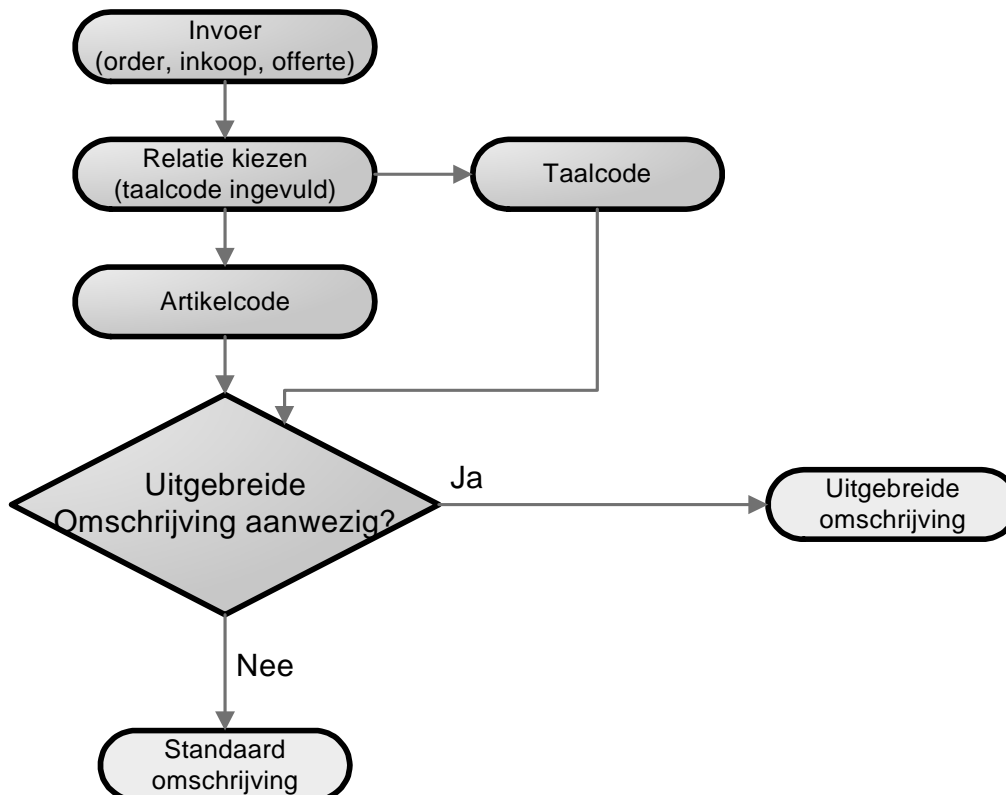 Invoer
(order, inkoop, offerte)
Relatie kiezen
(taalcode ingevuld)
Taalcode
Artikelcode
Uitgebreide
Omschrijving aanwezig?
Ja
Uitgebreide
omschrijving
Nee
Standaard
omschrijving